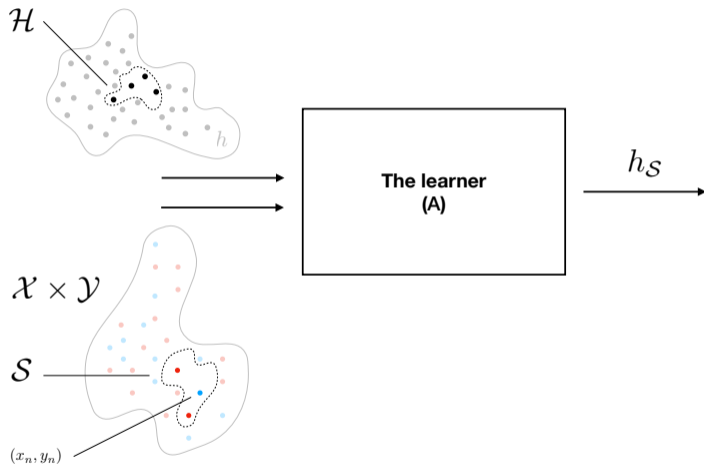 ℋ
h
The learner
(A)
h_𝒮
𝒳 × 𝒴
𝒮
(x_n, y_n)